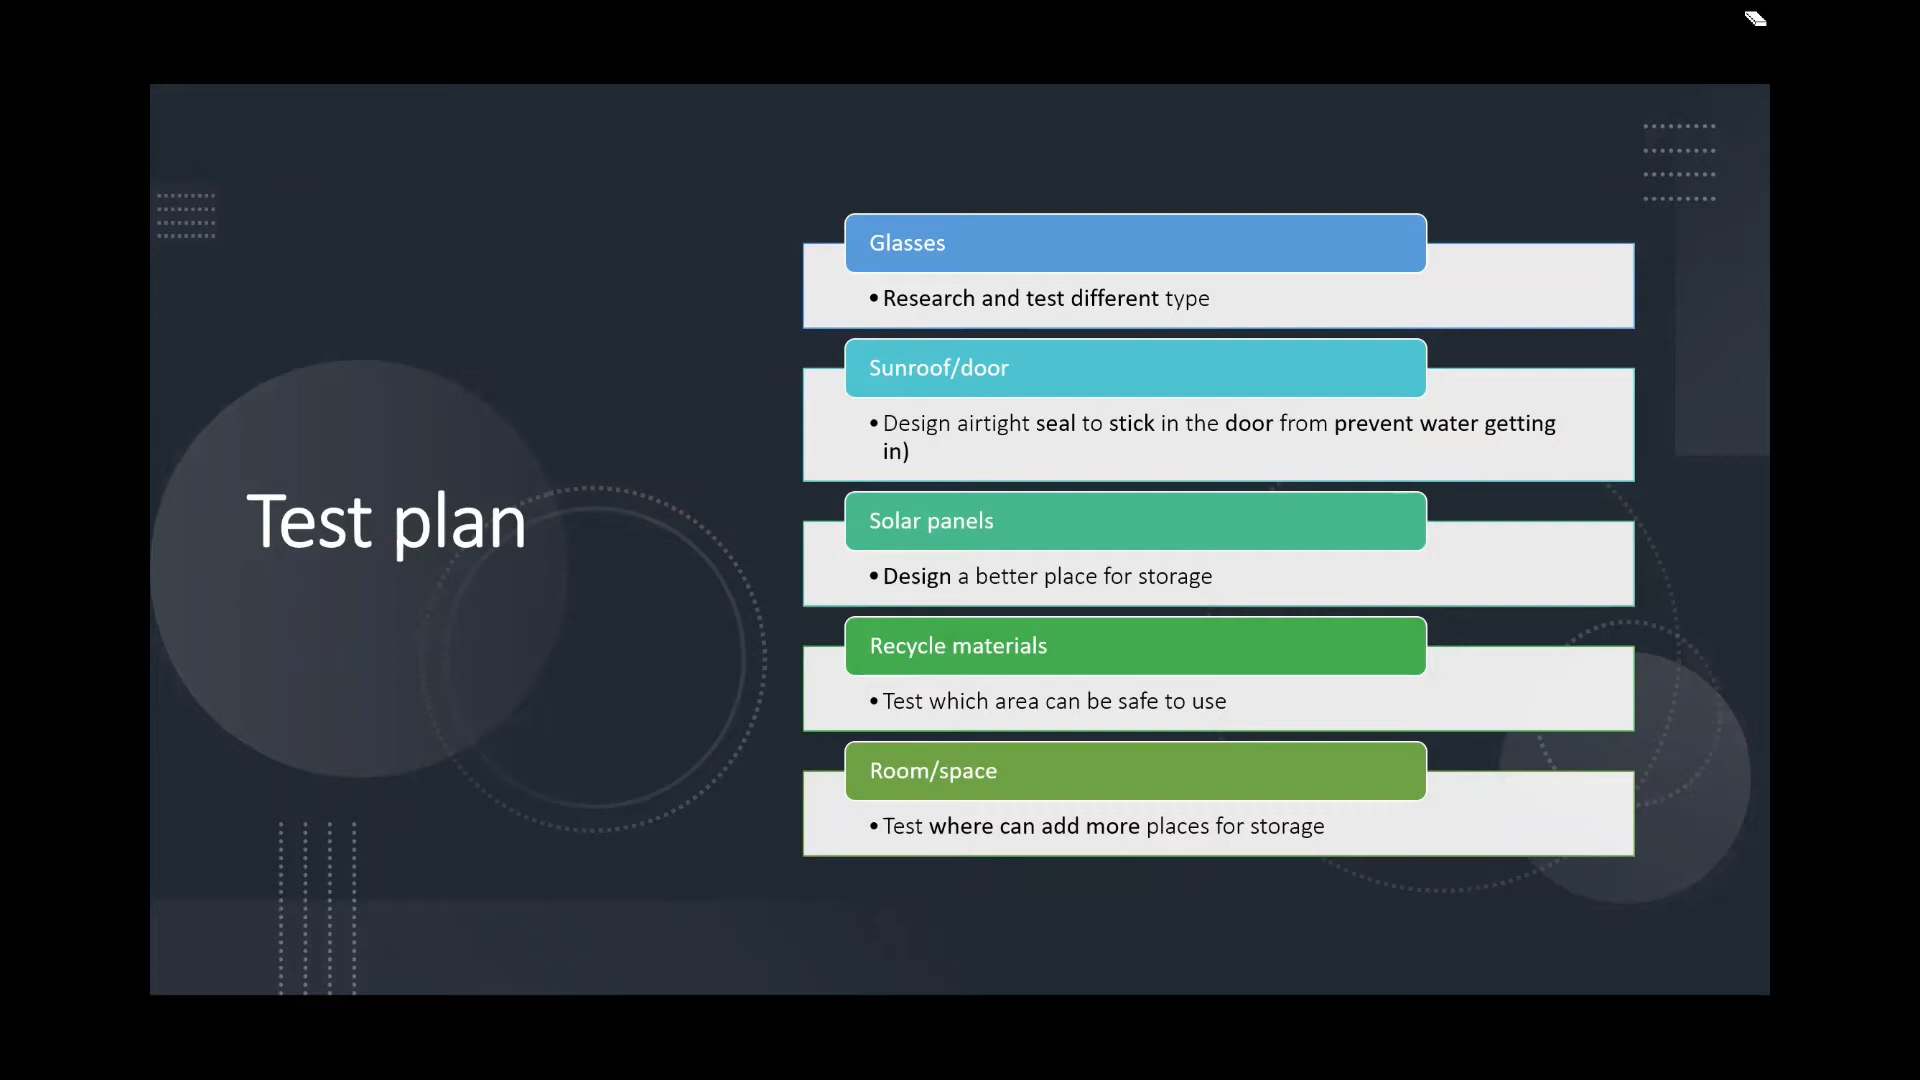 Test plan
Glasses
•Research and test different type
Sunroof/door
•Design airtight seal to stick in the door from prevent water getting
in)
Solar panels
•Design a better place for storage
Recycle materials
•Test which area can be safe to use
Room/space
•Test where can add more places for storage